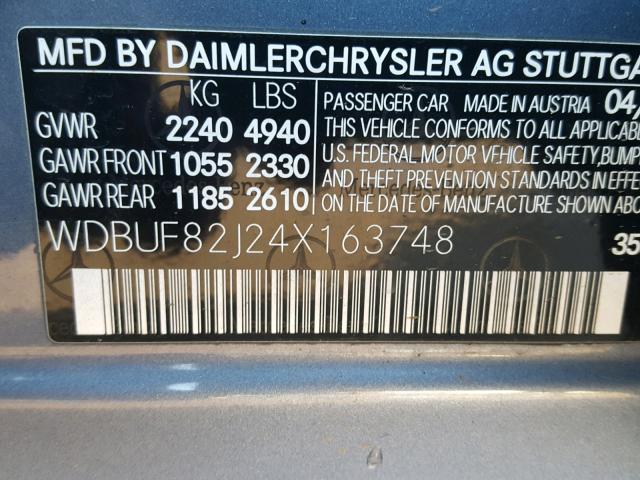 MFD BY DAIMLERCHRYSLER AG STUTTGA
KG LBS
GVWR 2240 4940
GAWR FRONT 1055 2330
GAWR REAR 1185 2610
PASSENGER CAR MADE IN AUSTRIA 04
THIS VEHICLE CONFORMS TO ALL APPLICABL
U.S. FEDERAL MOTOR VEHICLE SAFETY, BUMP
AND THEFT PREVENTION STANDARDS IN EFFE
ON THE DATE OF MANUFACTURE SHOWN ABO
WDBUF82J24X163748
35